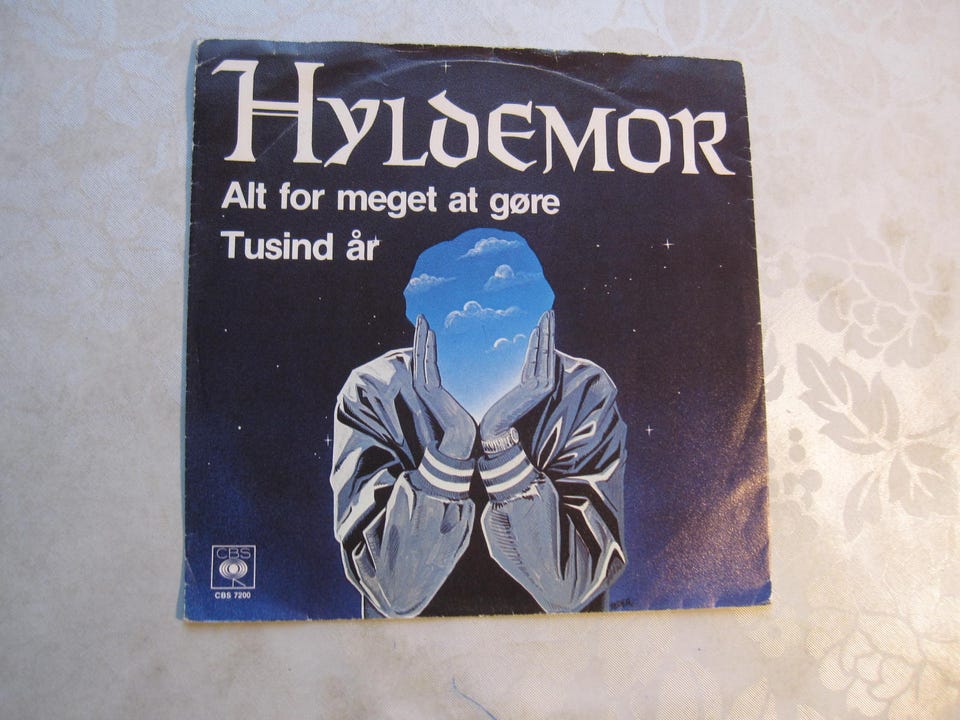 HYLDEMOR
Alt for meget at gøre
Tusind år
CBS
CBS 7200